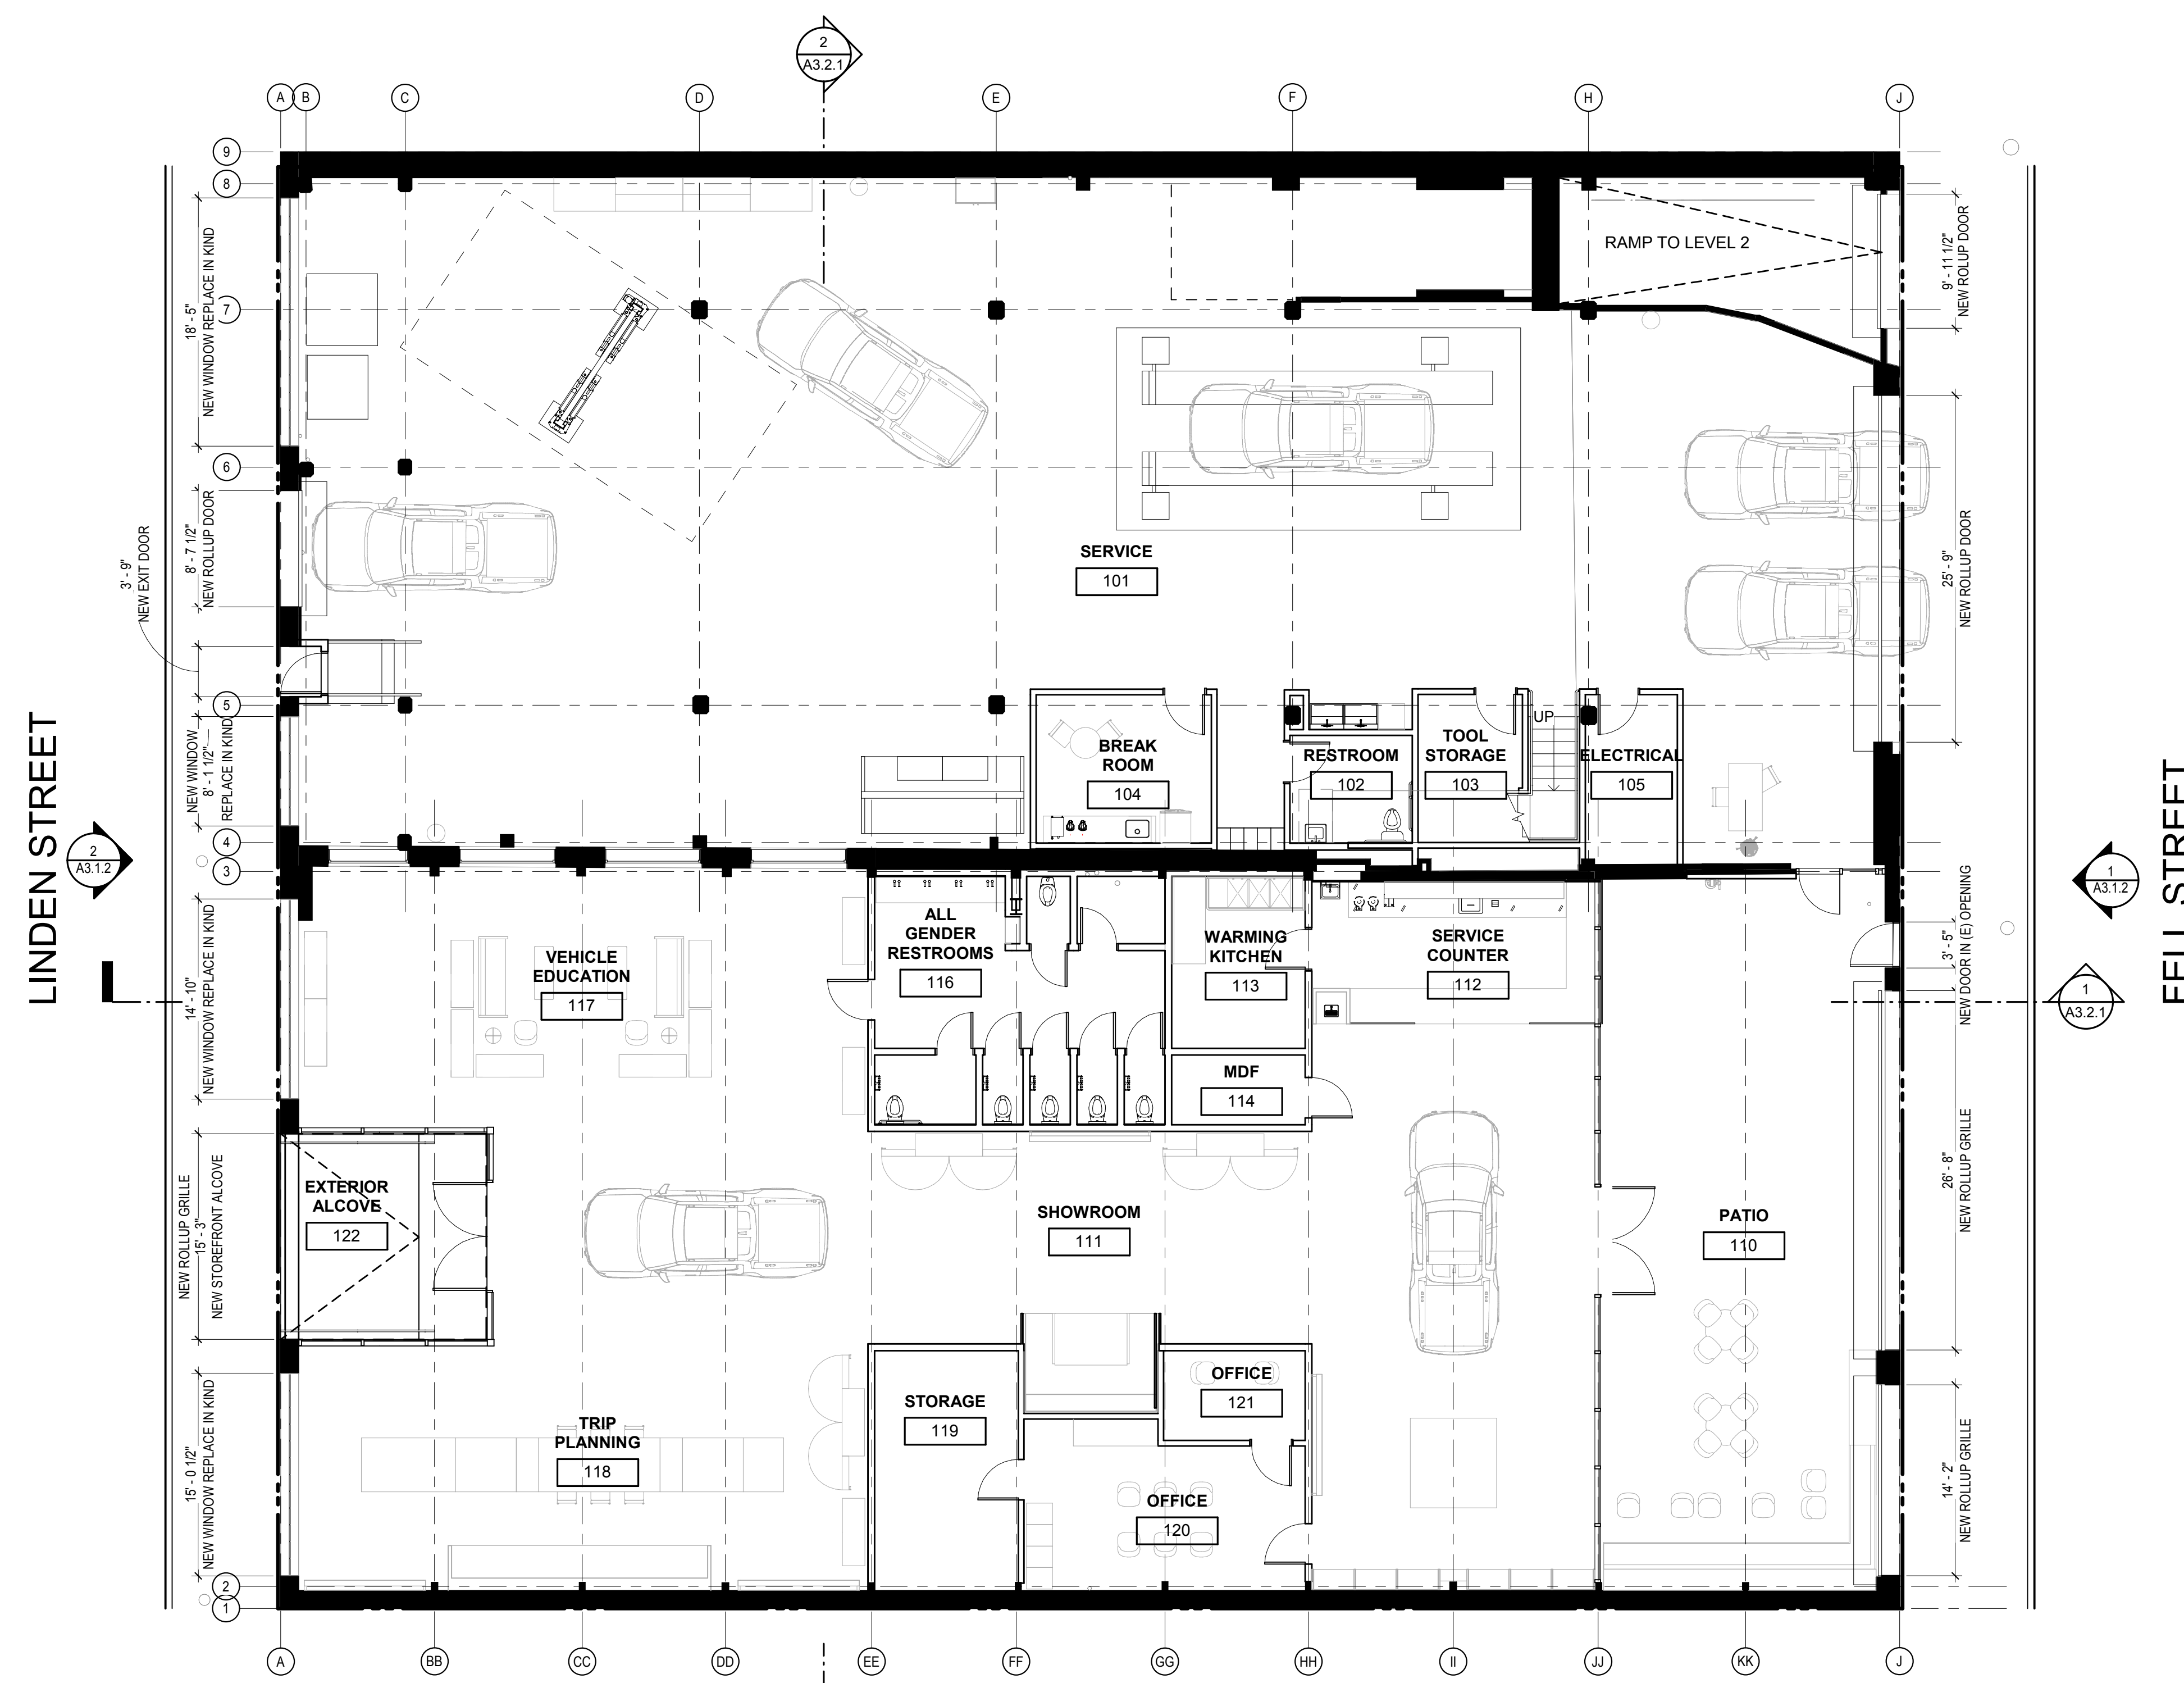 2
A3.2.1
A
B
C
D
E
F
H
J
9
8
7
6
5
4
3
2
1
18' - 5"
NEW WINDOW REPLACE IN KIND
8' - 7 1/2"
NEW ROLLUP DOOR
3' - 9"
NEW EXIT DOOR
NEW WINDOW
8' - 1 1/2"
REPLACE IN KIND
14' - 10"
NEW WINDOW REPLACE IN KIND
NEW ROLLUP GRILLE
15' - 3"
NEW STOREFRONT ALCOVE
15' - 0 1/2"
NEW WINDOW REPLACE IN KIND
LINDEN STREET
2
A3.1.2
RAMP TO LEVEL 2
SERVICE
101
BREAK
ROOM
104
RESTROOM
102
TOOL
STORAGE
103
UP
ELECTRICAL
105
VEHICLE
EDUCATION
117
ALL
GENDER
RESTROOMS
116
WARMING
KITCHEN
113
SERVICE
COUNTER
112
MDF
114
EXTERIOR
ALCOVE
122
SHOWROOM
111
PATIO
110
TRIP
PLANNING
118
STORAGE
119
OFFICE
121
OFFICE
120
9' - 11 1/2"
NEW ROLUP DOOR
25' - 9"
NEW ROLLUP DOOR
3' - 5"
NEW DOOR IN (E) OPENING
26' - 8"
NEW ROLLUP GRILLE
14' - 2"
NEW ROLLUP GRILLE
1
A3.1.2
1
A3.2.1
FELL STREET
A
BB
CC
DD
EE
FF
GG
HH
II
JJ
KK
J